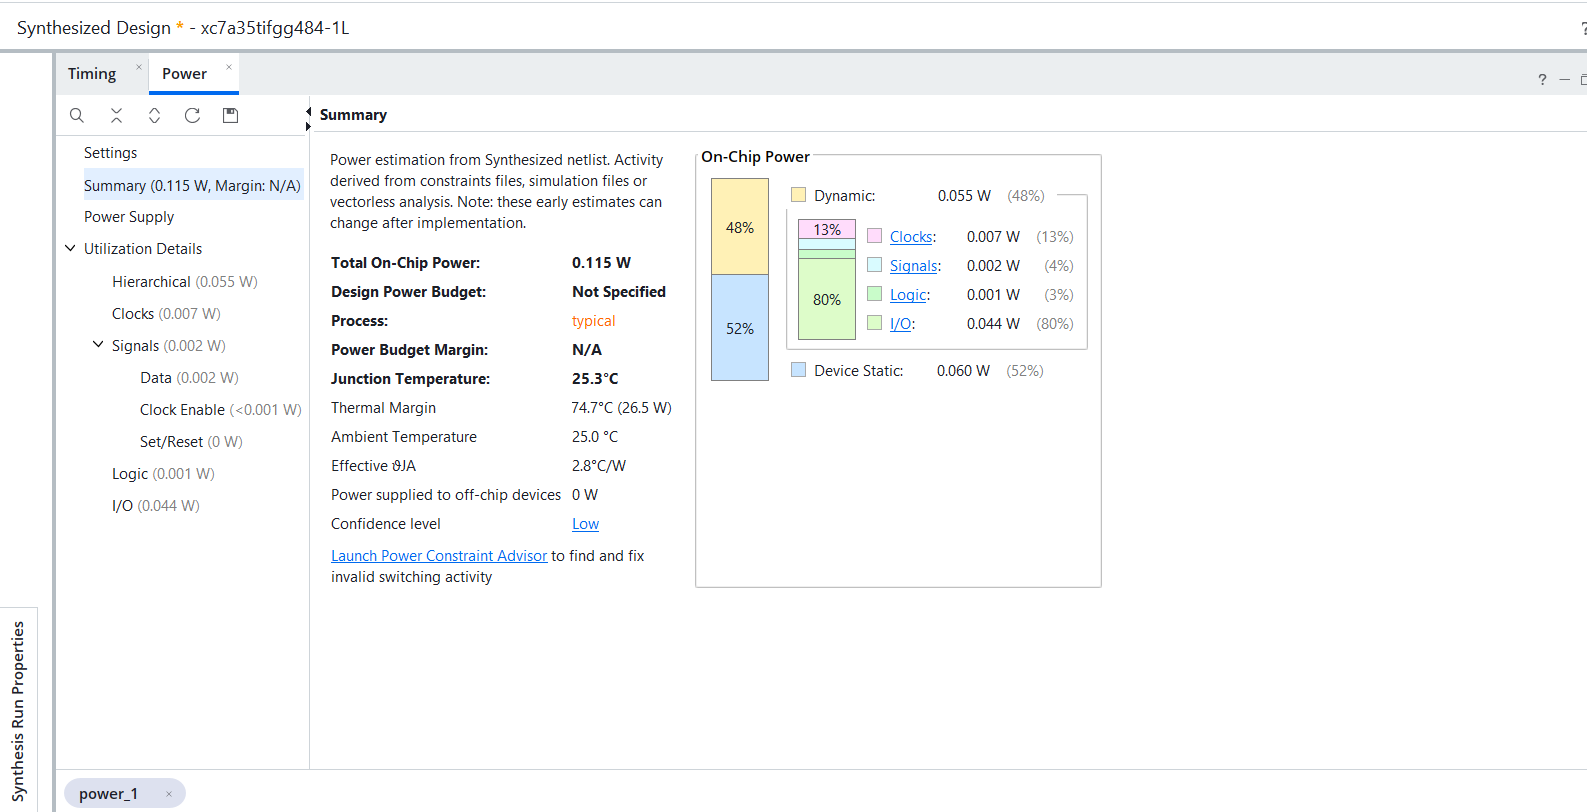 Synthesized Design * - xc7a35tifgg484-1L
?
Timing ×
Power ×
?
Summary
Settings
Summary (0.115 W, Margin: N/A)
Power Supply
Utilization Details
Hierarchical (0.055 W)
Clocks (0.007 W)
Signals (0.002 W)
Data (0.002 W)
Clock Enable (<0.001 W)
Set/Reset (0 W)
Logic (0.001 W)
I/O (0.044 W)
Power estimation from Synthesized netlist. Activity
derived from constraints files, simulation files or
vectorless analysis. Note: these early estimates can
change after implementation.
Total On-Chip Power: 0.115 W
Design Power Budget: Not Specified
Process: typical
Power Budget Margin: N/A
Junction Temperature: 25.3°C
Thermal Margin 74.7°C (26.5 W)
Ambient Temperature 25.0 °C
Effective ϑJA 2.8°C/W
Power supplied to off-chip devices 0 W
Confidence level Low
Launch Power Constraint Advisor to find and fix
invalid switching activity
On-Chip Power
48%
52%
Dynamic: 0.055 W (48%)
13%
80%
Clocks: 0.007 W (13%)
Signals: 0.002 W (4%)
Logic: 0.001 W (3%)
I/O: 0.044 W (80%)
Device Static: 0.060 W (52%)
Synthesis Run Properties
power_1 ×